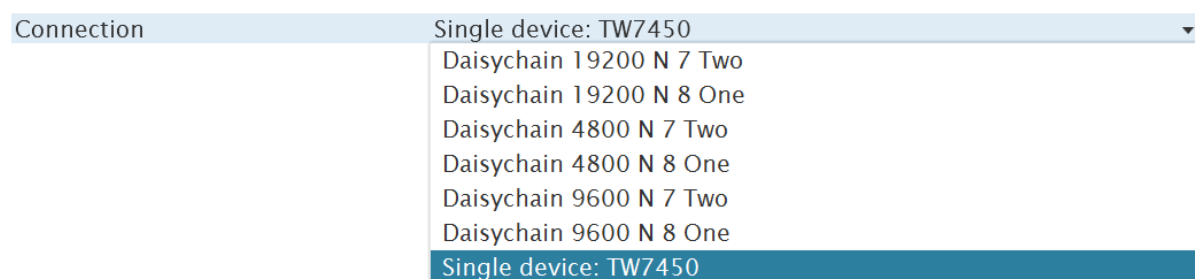 Connection Single device: TW7450
Daisychain 19200 N 7 Two
Daisychain 19200 N 8 One
Daisychain 4800 N 7 Two
Daisychain 4800 N 8 One
Daisychain 9600 N 7 Two
Daisychain 9600 N 8 One
Single device: TW7450